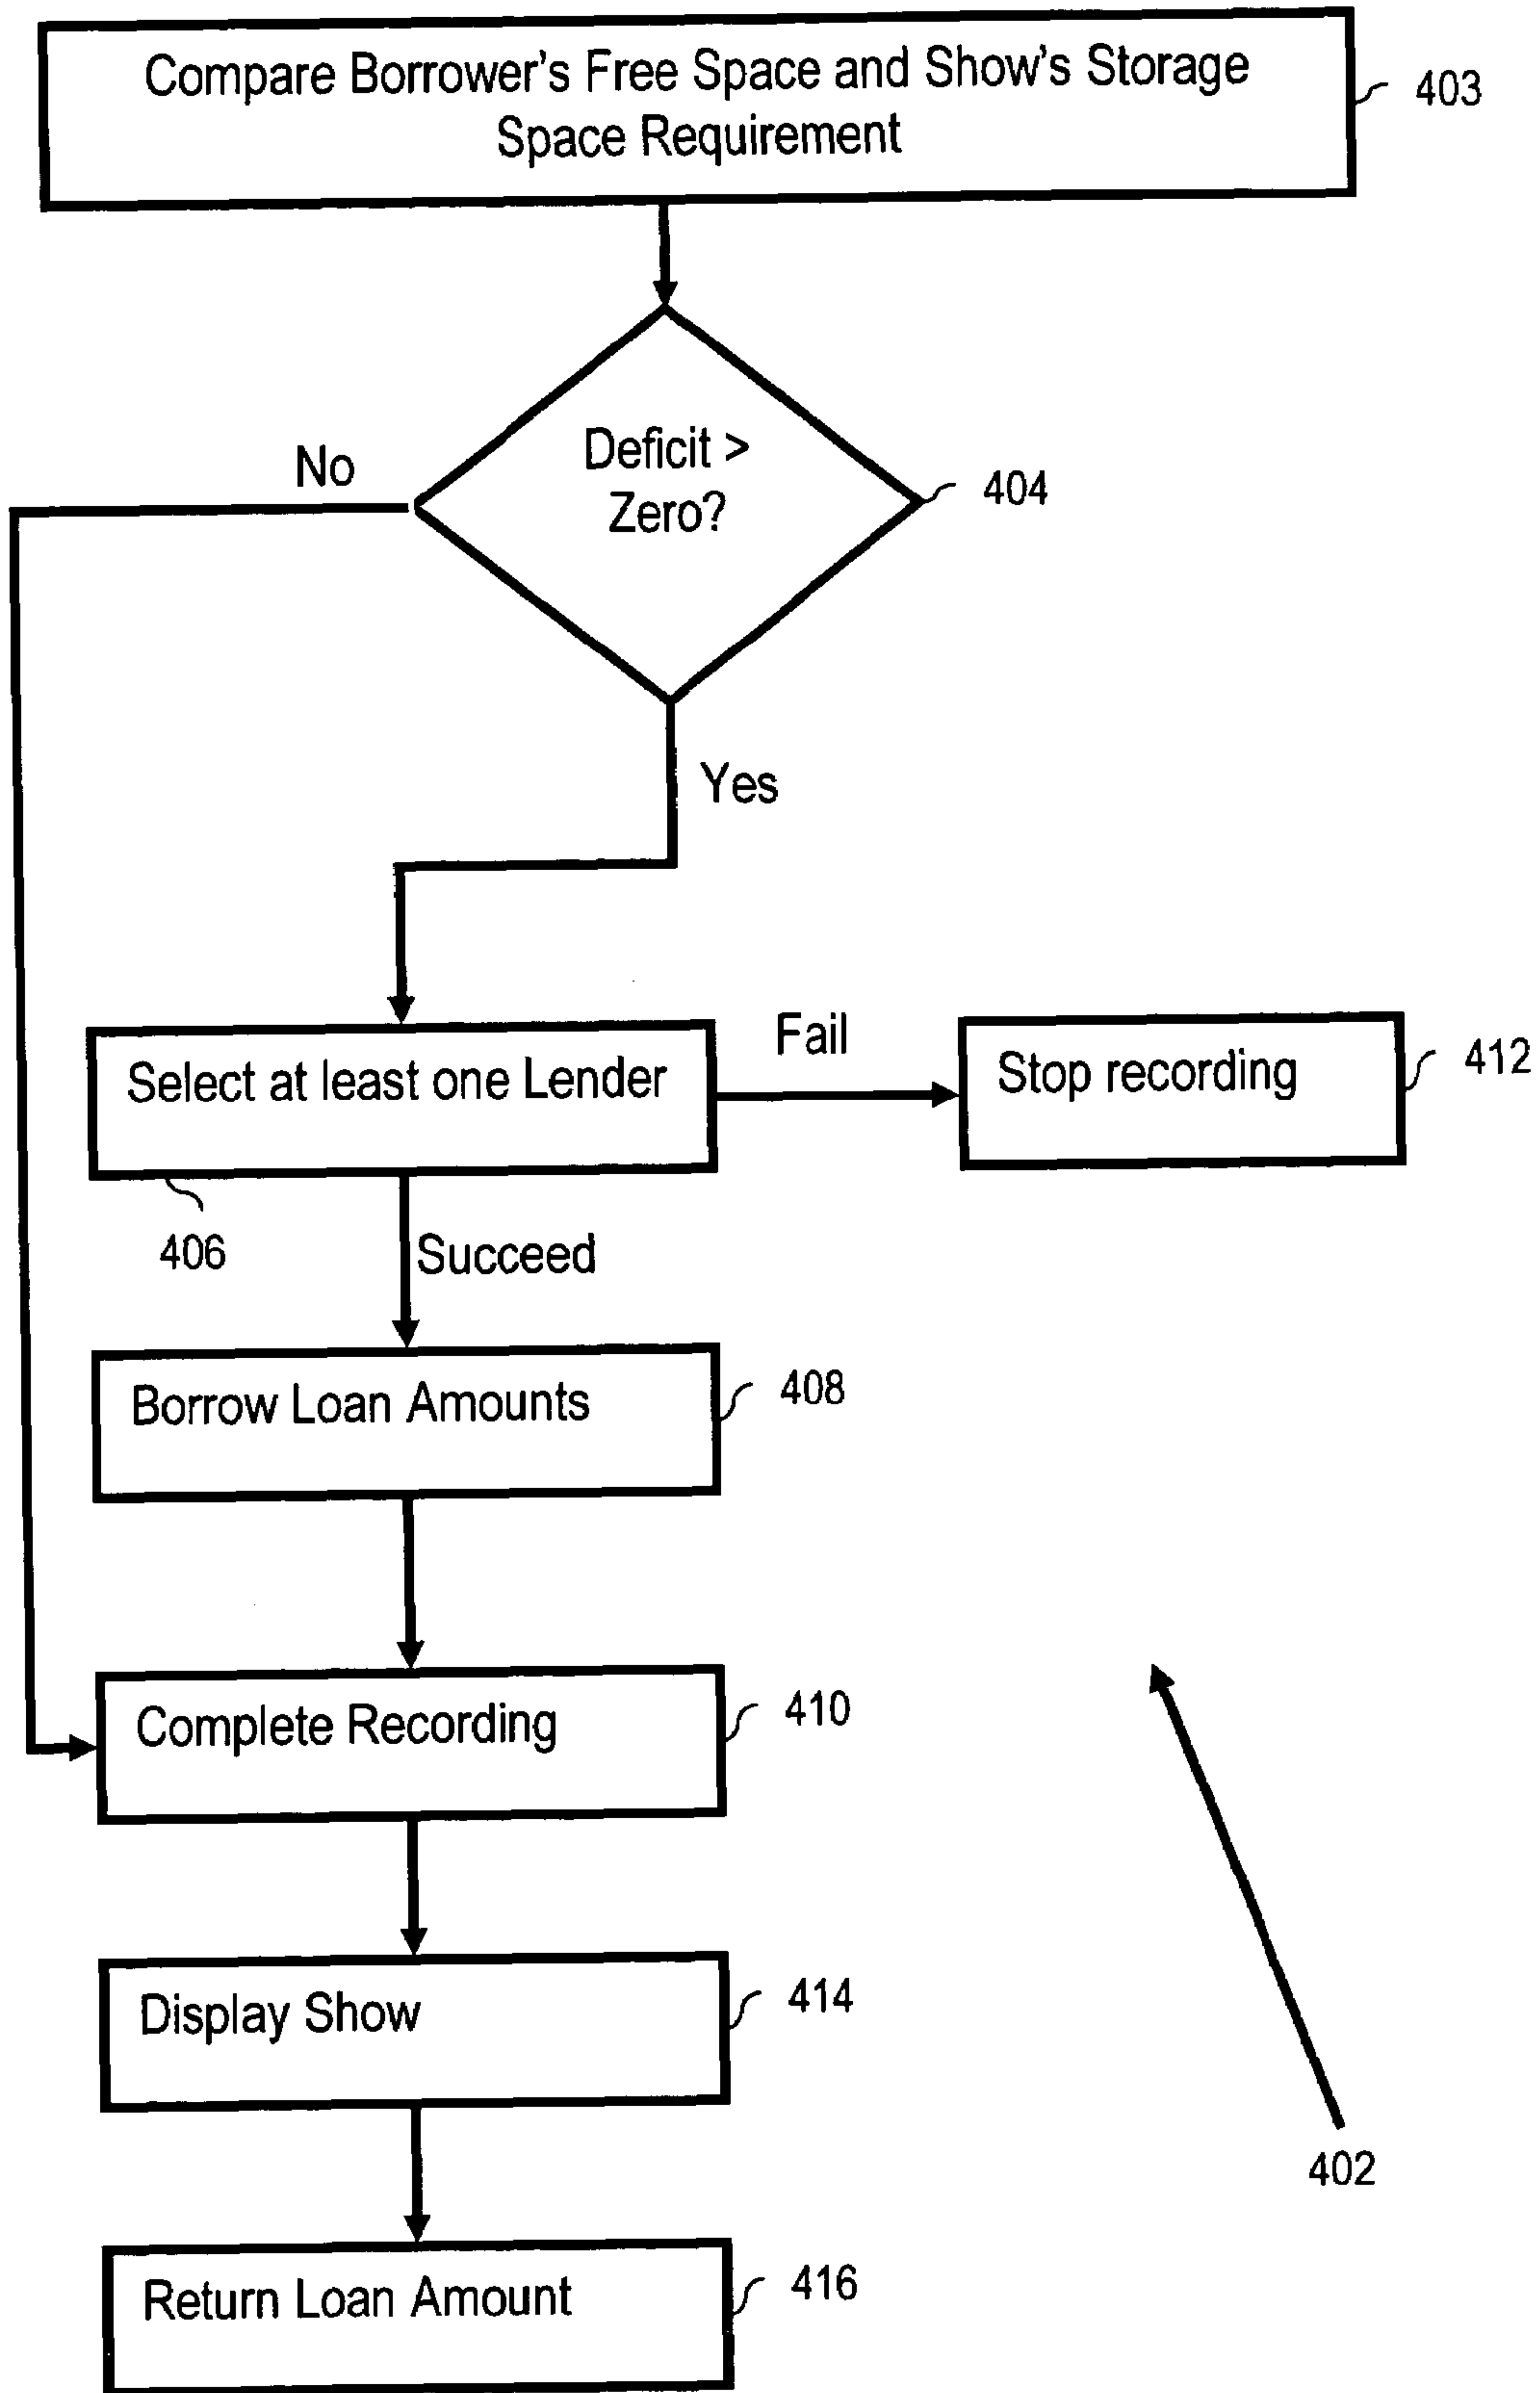 Compare Borrower's Free Space and Show's Storage
Space Requirement
403
Deficit >
Zero?
404
No
Yes
Select at least one Lender
406
Fail
Stop recording
412
Succeed
Borrow Loan Amounts
408
Complete Recording
410
Display Show
414
402
Return Loan Amount
416